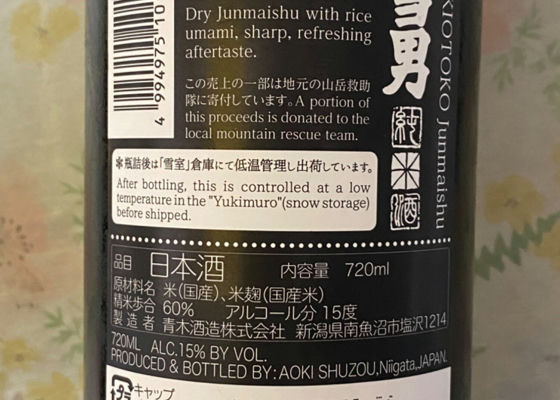 Dry Junmaishu with rice
umami, sharp, refreshing
aftertaste.
この売上の一部は地元の山岳救助
隊に寄付しています。A portion of
this proceeds is donated to the
local mountain rescue team.
4 994975 10
雪男
純米酒
KIOTOKO Junmaishu
✻瓶詰後は「雪室」倉庫にて低温管理し出荷しています。
After bottling, this is controlled at a low
temperature in the "Yukimuro"(snow storage)
before shipped.
品目 日本酒 内容量 720ml
原材料名 米(国産)、米麹(国産米)
精米歩合 60% アルコール分 15度
製造者 青木酒造株式会社 新潟県南魚沼市塩沢1214
720ML ALC.15% BY VOL.
PRODUCED & BOTTLED BY: AOKI SHUZOU,Niigata,JAPAN.
キャップ